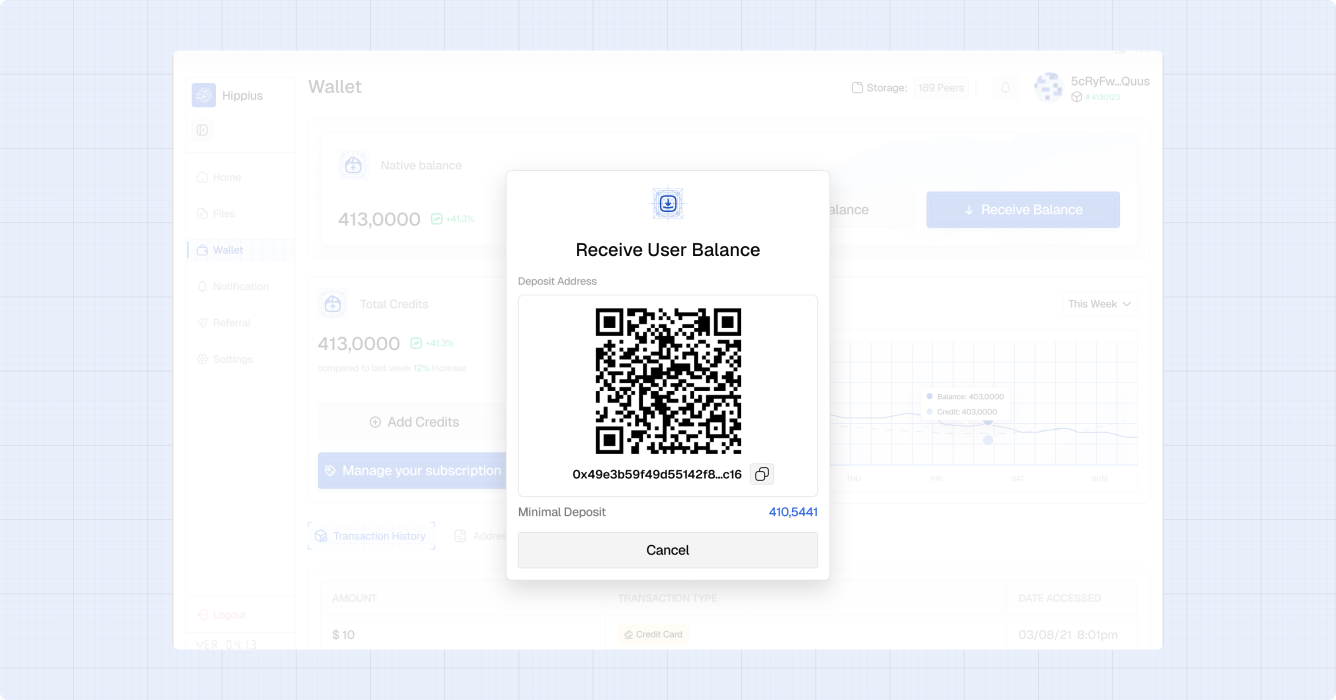 Hippius
Wallet
Storage:
189 Peers
5cRyFw...Quus
# 4130123
Home
Files
Wallet
Notification
Referral
Settings
Logout
VER 0.4.13
Native balance
413,0000
+41.3%
alance
Receive Balance
Total Credits
413,0000
+41.3%
compared to last week 12% increase
Add Credits
Manage your subscription
This Week
Balance: 403,0000
Credit: 403,0000
THU
FRI
SAT
SUN
Receive User Balance
Deposit Address
0x49e3b59f49d55142f8...c16
Minimal Deposit
410,5441
Cancel
Transaction History
Addre
AMOUNT
TRANSACTION TYPE
DATE ACCESSED
$ 10
Credit Card
03/08/21 8:01pm